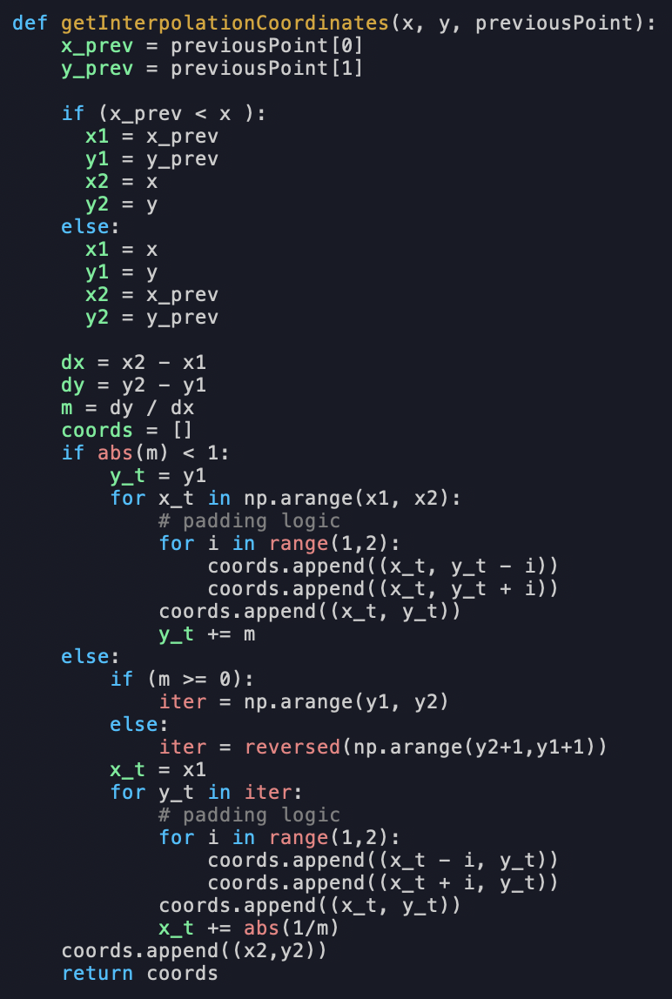 def getInterpolationCoordinates(x, y, previousPoint):
    x_prev = previousPoint[0]
    y_prev = previousPoint[1]

    if (x_prev < x ):
      x1 = x_prev
      y1 = y_prev
      x2 = x
      y2 = y
    else:
      x1 = x
      y1 = y
      x2 = x_prev
      y2 = y_prev

    dx = x2 - x1
    dy = y2 - y1
    m = dy / dx
    coords = []
    if abs(m) < 1:
        y_t = y1
        for x_t in np.arange(x1, x2):
            # padding logic
            for i in range(1,2):
                coords.append((x_t, y_t - i))
                coords.append((x_t, y_t + i))
            coords.append((x_t, y_t))
            y_t += m
    else:
        if (m >= 0):
            iter = np.arange(y1, y2)
        else:
            iter = reversed(np.arange(y2+1,y1+1))
        x_t = x1
        for y_t in iter:
            # padding logic
            for i in range(1,2):
                coords.append((x_t - i, y_t))
                coords.append((x_t + i, y_t))
            coords.append((x_t, y_t))
            x_t += abs(1/m)
    coords.append((x2,y2))
    return coords